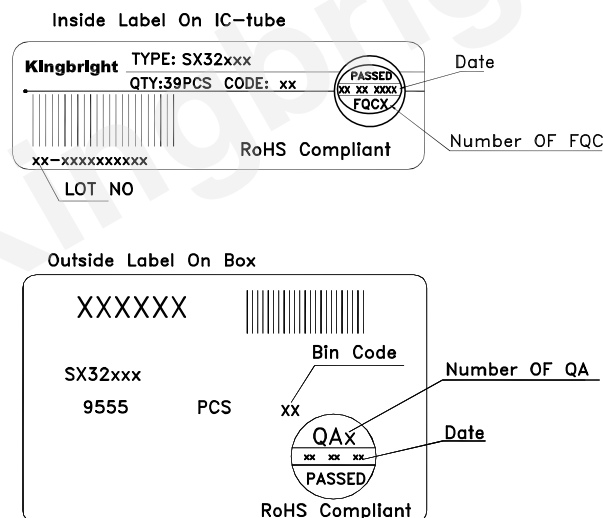 Inside Label On IC-tube
Kingbright
TYPE: SX32xxx
QTY:39PCS CODE: xx
PASSED
xx xx xxxx
FQCX
Date
Number OF FQC
RoHS Compliant
xx-xxxxxxxxxx
LOT NO
Outside Label On Box
XXXXXX
Bin Code
SX32xxx
9555 PCS xx
Number OF QA
QAx
Date
xx xx xx
PASSED
RoHS Compliant